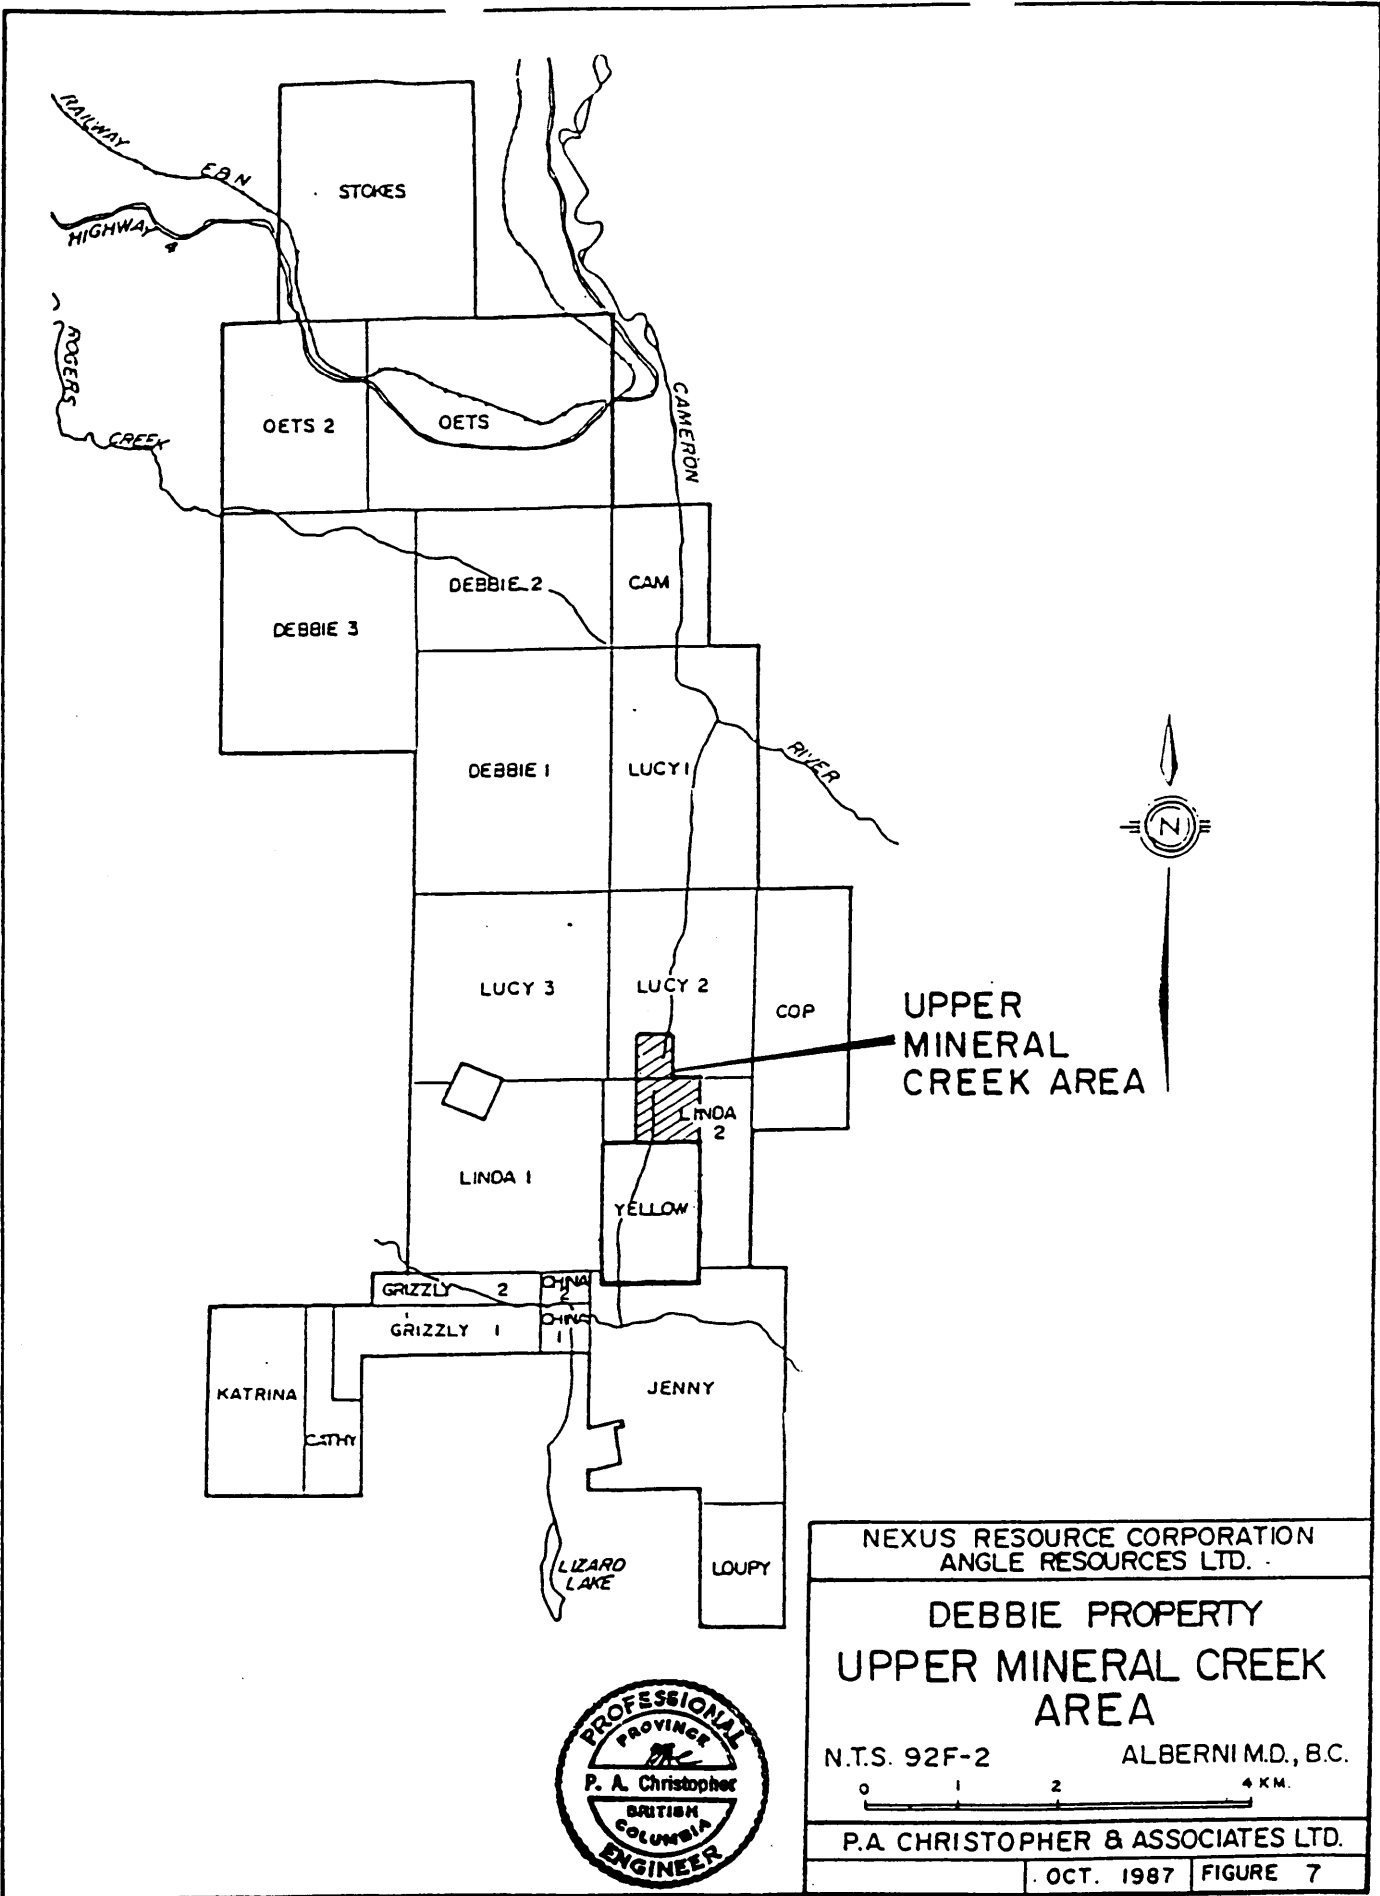 RAILWAY
E&N
STOKES
HIGHWAY
4
ROGERS
CREEK
OETS 2
OETS
CAMERON
DEBBIE 2
CAM
DEBBIE 3
DEBBIE 1
LUCY 1
RIVER
N
LUCY 3
LUCY 2
COP
UPPER
MINERAL
CREEK AREA
LINDA
2
LINDA 1
YELLOW
GRIZZLY 2
CHINA
2
GRIZZLY 1
CHINA
1
KATRINA
CATHY
JENNY
LIZARD
LAKE
LOUPY
NEXUS RESOURCE CORPORATION
ANGLE RESOURCES LTD.
DEBBIE PROPERTY
UPPER MINERAL CREEK
AREA
N.T.S. 92F-2 ALBERNI M.D., B.C.
0 1 2 4 KM.
P.A. CHRISTOPHER & ASSOCIATES LTD.
OCT. 1987 FIGURE 7
PROFESSIONAL
PROVINCE
P. A. Christopher
BRITISH
COLUMBIA
ENGINEER